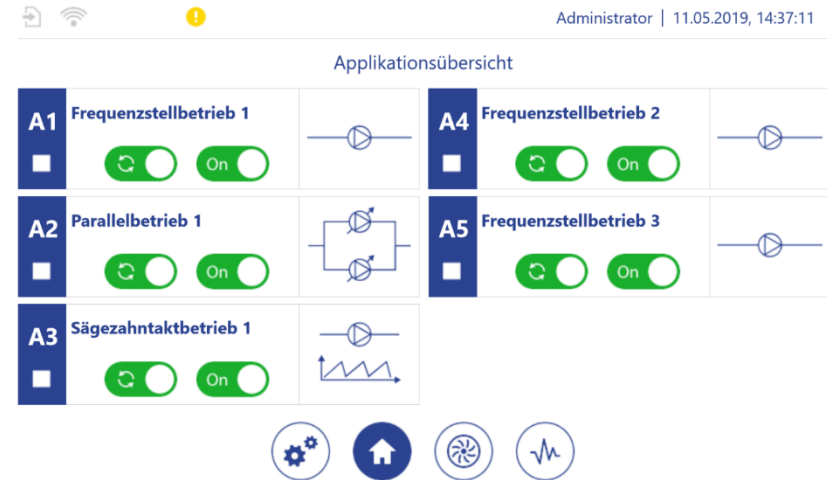 Administrator | 11.05.2019, 14:37:11
Applikationsübersicht
A1 Frequenzstellbetrieb 1
On
A4 Frequenzstellbetrieb 2
On
A2 Parallelbetrieb 1
On
A5 Frequenzstellbetrieb 3
On
A3 Sägezahntaktbetrieb 1
On